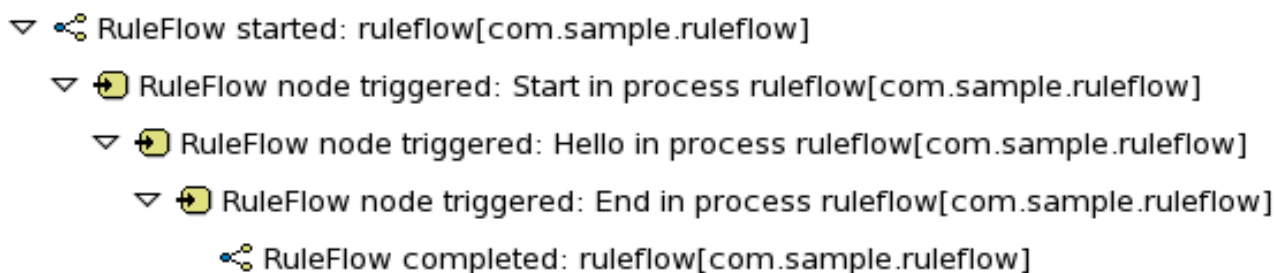 RuleFlow started: ruleflow[com.sample.ruleflow]
RuleFlow node triggered: Start in process ruleflow[com.sample.ruleflow]
RuleFlow node triggered: Hello in process ruleflow[com.sample.ruleflow]
RuleFlow node triggered: End in process ruleflow[com.sample.ruleflow]
RuleFlow completed: ruleflow[com.sample.ruleflow]